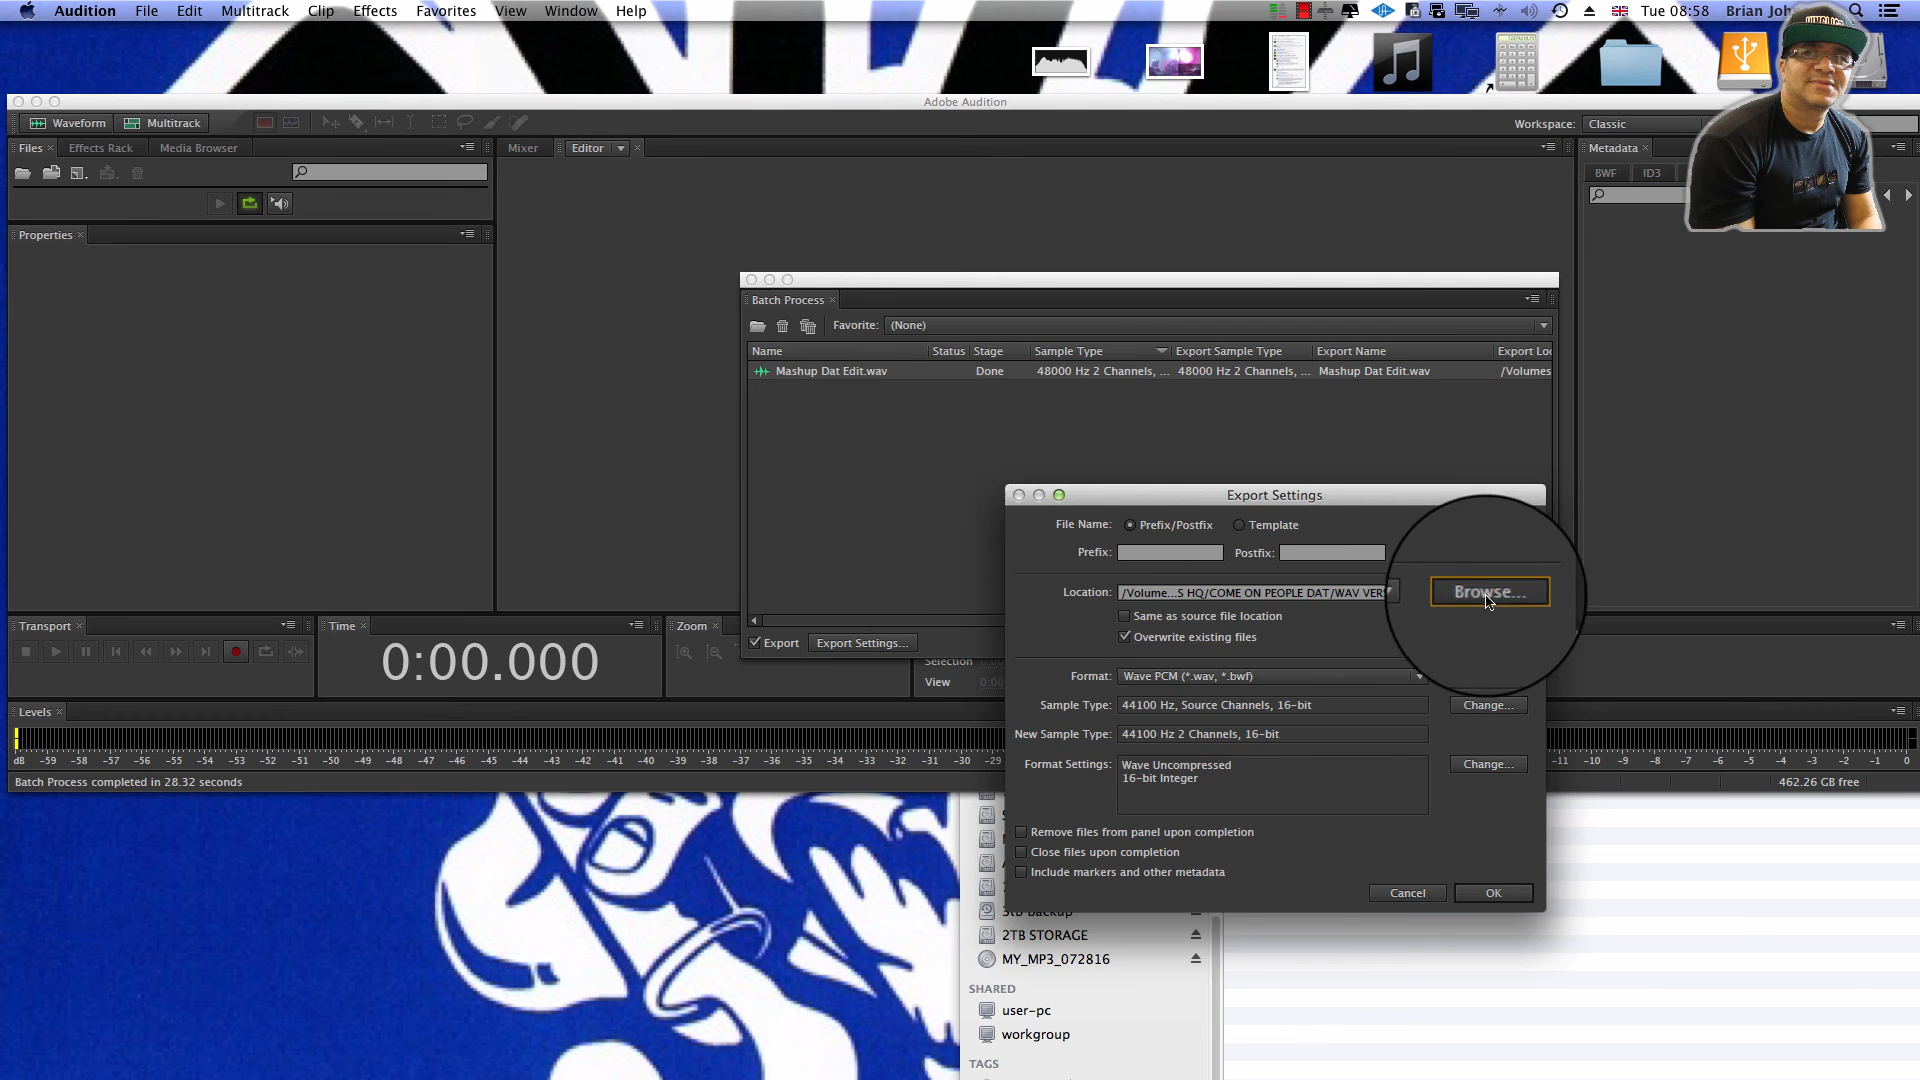 Audition File Edit Multitrack Clip Effects Favorites View Window Help Tue 08:58 Brian Joh
Adobe Audition
Waveform Multitrack Workspace: Classic
Files Effects Rack Media Browser Mixer Editor Metadata
BWF ID3
Properties
Batch Process
Favorite: (None)
Name Status Stage Sample Type Export Sample Type Export Name Export Loc
Mashup Dat Edit.wav Done 48000 Hz 2 Channels, ... 48000 Hz 2 Channels, ... Mashup Dat Edit.wav /Volumes
Export Settings
File Name: Prefix/Postfix Template
Prefix: Postfix:
Location: /Volume...S HQ/COME ON PEOPLE DAT/WAV VERS Browse...
Same as source file location
Overwrite existing files
Format: Wave PCM (*.wav, *.bwf)
Sample Type: 44100 Hz, Source Channels, 16-bit Change...
New Sample Type: 44100 Hz 2 Channels, 16-bit
Format Settings: Wave Uncompressed Change...
16-bit Integer
Remove files from panel upon completion
Close files upon completion
Include markers and other metadata
Cancel OK
Export Export Settings...
Transport Time Zoom
0:00.000
Selection
View 0:00
Levels
dB -59 -58 -57 -56 -55 -54 -53 -52 -51 -50 -49 -48 -47 -46 -45 -44 -43 -42 -41 -40 -39 -38 -37 -36 -35 -34 -33 -32 -31 -30 -29 -11 -10 -9 -8 -7 -6 -5 -4 -3 -2 -1 0
Batch Process completed in 28.32 seconds 462.26 GB free
3tb backup
2TB STORAGE
MY_MP3_072816
SHARED
user-pc
workgroup
TAGS